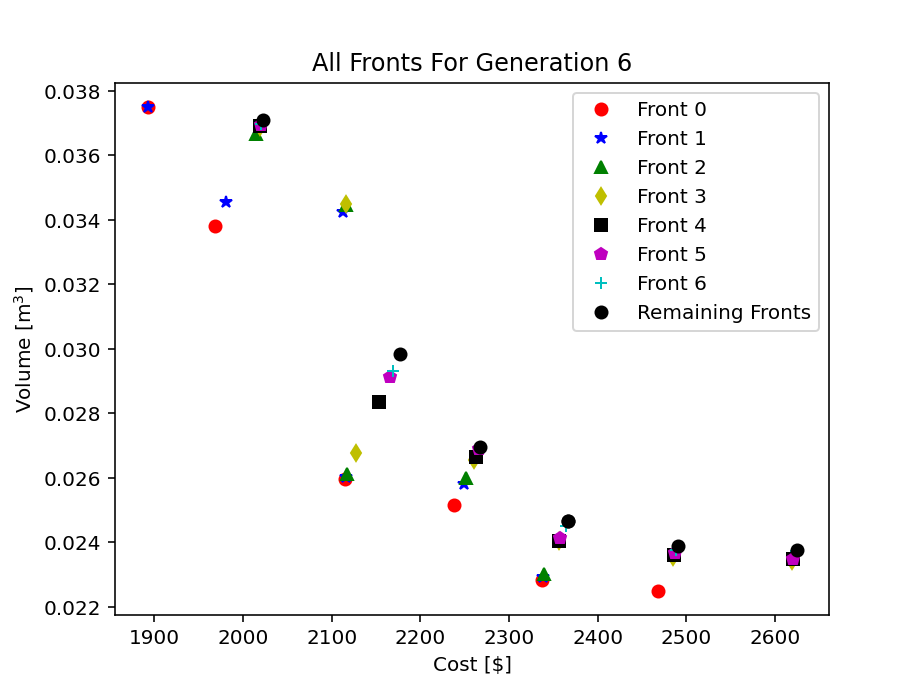 All Fronts For Generation 6
0.038
0.036
0.034
0.032
0.030
0.028
0.026
0.024
0.022
Volume [m³]
Front 0
Front 1
Front 2
Front 3
Front 4
Front 5
Front 6
Remaining Fronts
1900 2000 2100 2200 2300 2400 2500 2600
Cost [$]